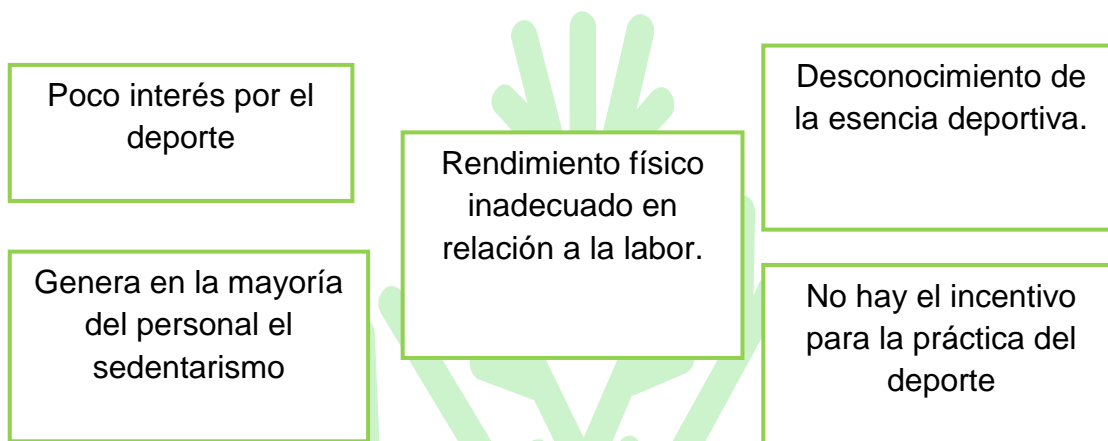 Poco interés por el
deporte
Genera en la mayoría
del personal el
sedentarismo
Rendimiento físico
inadecuado en
relación a la labor.
Desconocimiento de
la esencia deportiva.
No hay el incentivo
para la práctica del
deporte